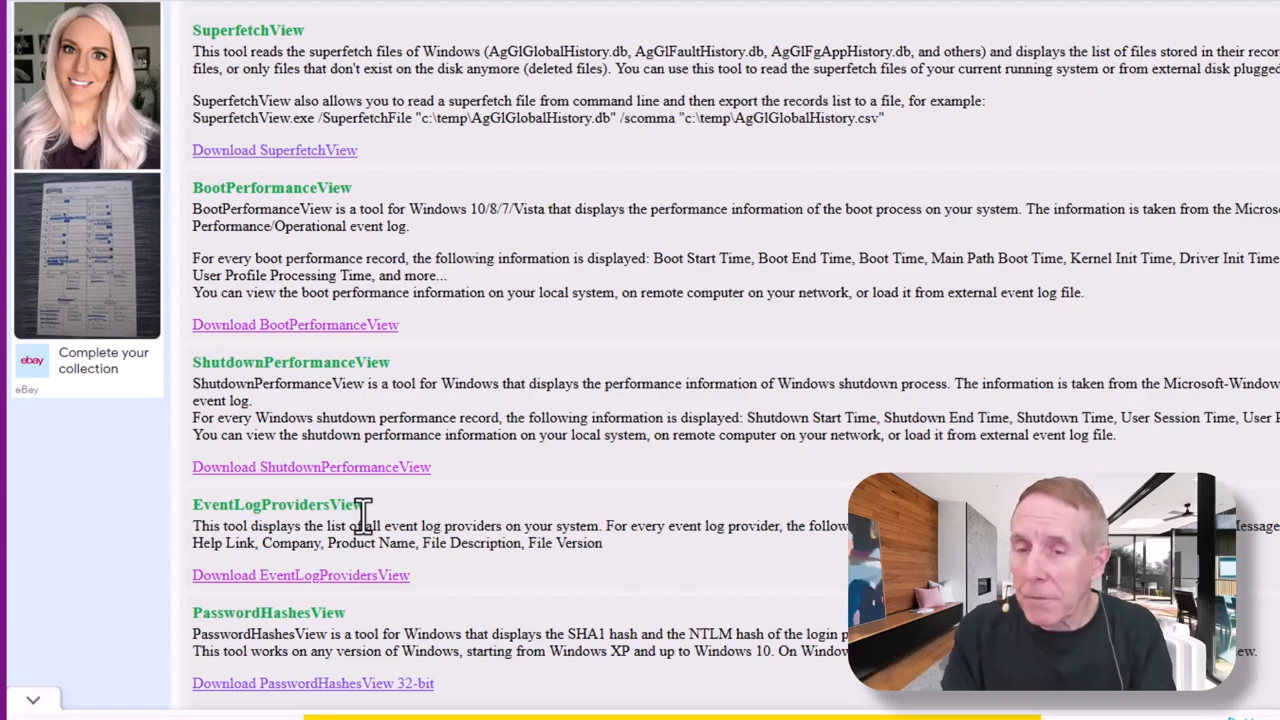 SuperfetchView
This tool reads the superfetch files of Windows (AgGlGlobalHistory.db, AgGlFaultHistory.db, AgGlFgAppHistory.db, and others) and displays the list of files stored in their
files, or only files that don't exist on the disk anymore (deleted files). You can use this tool to read the superfetch files of your current running system or from external disk plugged
SuperfetchView also allows you to read a superfetch file from command line and then export the records list to a file, for example:
SuperfetchView.exe /SuperfetchFile "c:\temp\AgGlGlobalHistory.db" /scomma "c:\temp\AgGlGlobalHistory.csv"
Download SuperfetchView
BootPerformanceView
BootPerformanceView is a tool for Windows 10/8/7/Vista that displays the performance information of the boot process on your system. The information is taken from the
Performance/Operational event log.
For every boot performance record, the following information is displayed: Boot Start Time, Boot End Time, Boot Time, Main Path Boot Time, Kernel Init Time, Driver Init Time
User Profile Processing Time, and more...
You can view the boot performance information on your local system, on remote computer on your network, or load it from external event log file.
Download BootPerformanceView
ebay
Complete your
collection
eBay
ShutdownPerformanceView
ShutdownPerformanceView is a tool for Windows that displays the performance information of Windows shutdown process. The information is taken from the Microsoft-Window
event log.
For every Windows shutdown performance record, the following information is displayed: Shutdown Start Time, Shutdown End Time, Shutdown Time, User Session Time, User
You can view the shutdown performance information on your local system, on remote computer on your network, or load it from external event log file.
Download ShutdownPerformanceView
EventLogProvidersView
This tool displays the list of all event log providers on your system. For every event log provider, the Message
Help Link, Company, Product Name, File Description, File Version
Download EventLogProvidersView
PasswordHashesView
PasswordHashesView is a tool for Windows that displays the SHA1 hash and the NTLM hash of the login
This tool works on any version of Windows, starting from Windows XP and up to Windows 10. On
Download PasswordHashesView 32-bit